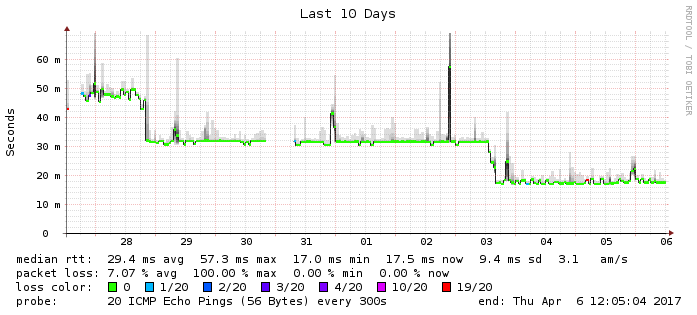 Last 10 Days
RRDTOOL / TOBI OETIKER
Seconds
60 m
50 m
40 m
30 m
20 m
10 m
0
28 29 30 31 01 02 03 04 05 06
median rtt: 29.4 ms avg 57.3 ms max 17.0 ms min 17.5 ms now 9.4 ms sd 3.1 am/s
packet loss: 7.07 % avg 100.00 % max 0.00 % min 0.00 % now
loss color: 0 1/20 2/20 3/20 4/20 10/20 19/20
probe: 20 ICMP Echo Pings (56 Bytes) every 300s end: Thu Apr 6 12:05:04 2017